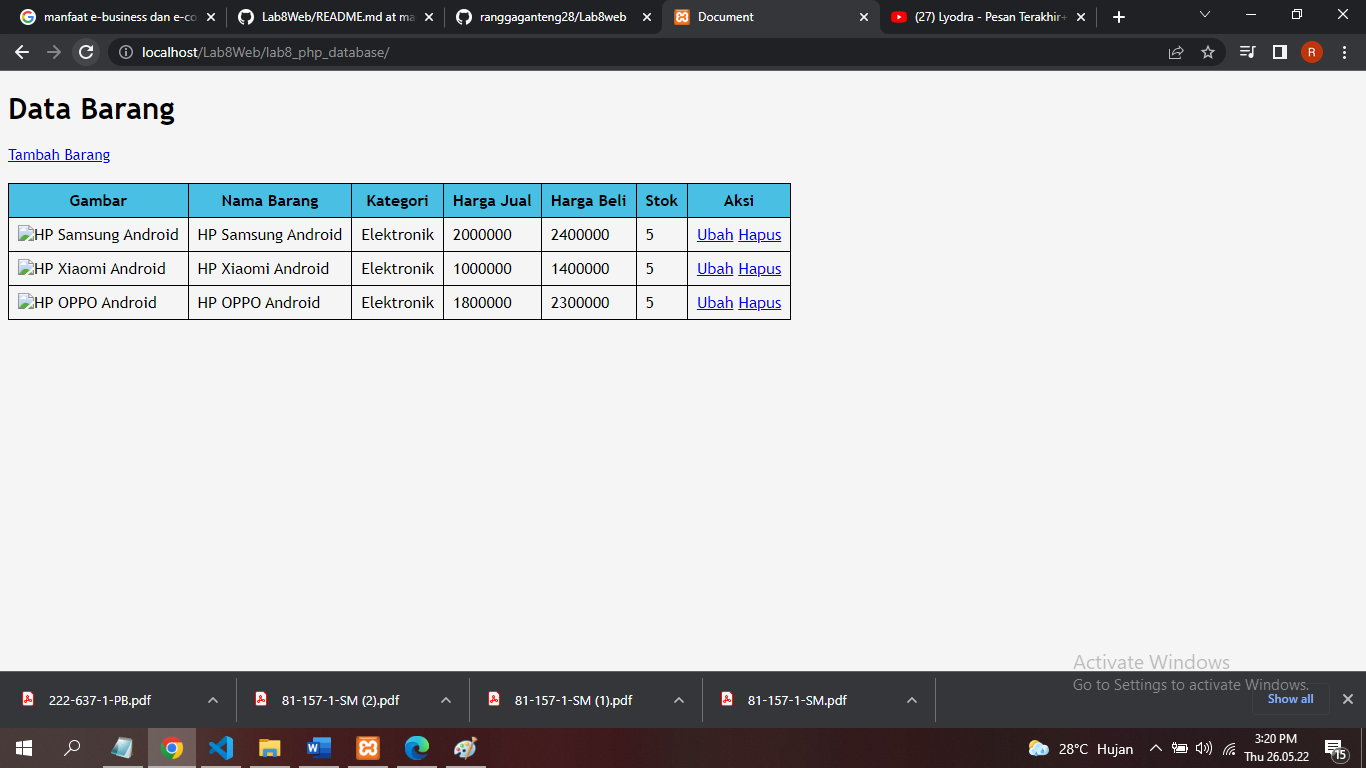 manfaat e-business dan e-co
Lab8Web/README.md at ma
ranggaganteng28/Lab8web
Document
(27) Lyodra - Pesan Terakhir
localhost/Lab8Web/lab8_php_database/
R
Data Barang
Tambah Barang
Gambar Nama Barang Kategori Harga Jual Harga Beli Stok Aksi
HP Samsung Android HP Samsung Android Elektronik 2000000 2400000 5 Ubah Hapus
HP Xiaomi Android HP Xiaomi Android Elektronik 1000000 1400000 5 Ubah Hapus
HP OPPO Android HP OPPO Android Elektronik 1800000 2300000 5 Ubah Hapus
Activate Windows
Go to Settings to activate Windows.
222-637-1-PB.pdf
81-157-1-SM (2).pdf
81-157-1-SM (1).pdf
81-157-1-SM.pdf
Show all
28°C Hujan
3:20 PM
Thu 26.05.22
15